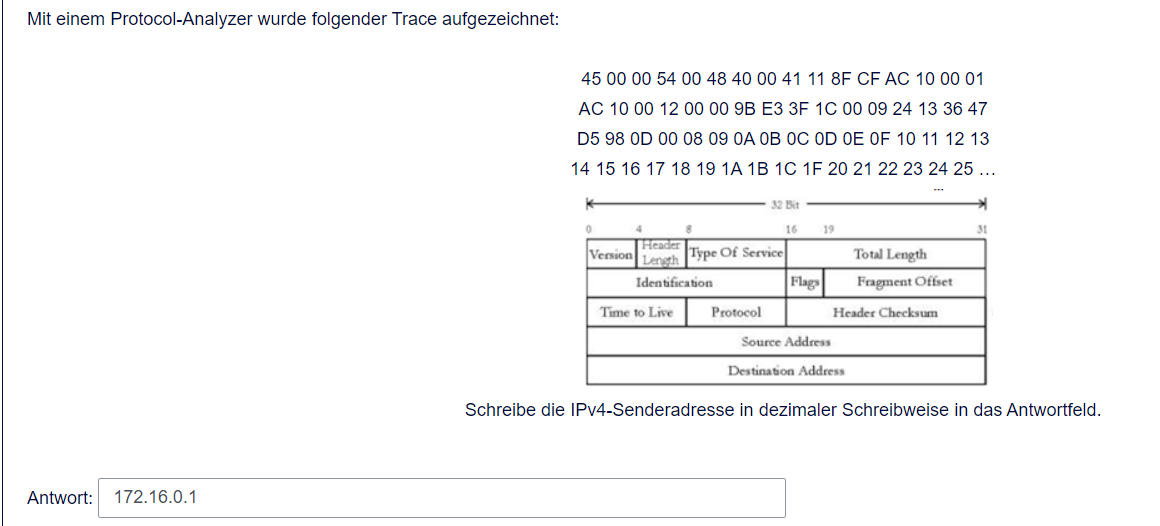 Mit einem Protocol-Analyzer wurde folgender Trace aufgezeichnet:
45 00 00 54 00 48 40 00 41 11 8F CF AC 10 00 01
AC 10 00 12 00 00 9B E3 3F 1C 00 09 24 13 36 47
D5 98 0D 00 08 09 0A 0B 0C 0D 0E 0F 10 11 12 13
14 15 16 17 18 19 1A 1B 1C 1F 20 21 22 23 24 25 ...
...
32 Bit
0 4 8 16 19 31
Version Header Length Type Of Service Total Length
Identification Flags Fragment Offset
Time to Live Protocol Header Checksum
Source Address
Destination Address
Schreibe die IPv4-Senderadresse in dezimaler Schreibweise in das Antwortfeld.
Antwort: 172.16.0.1